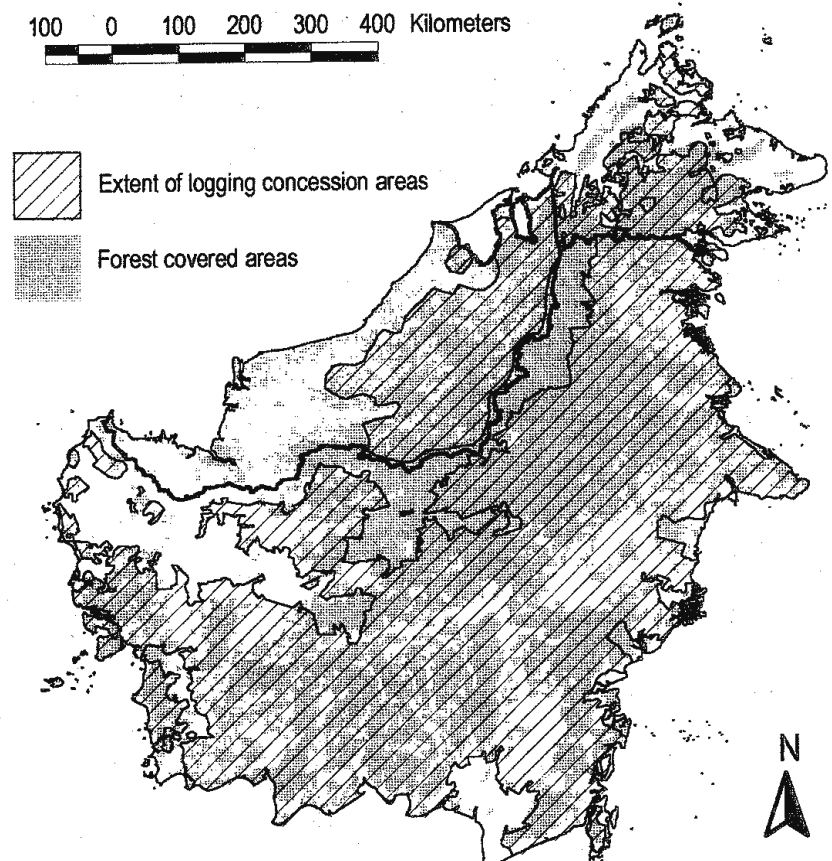 100 0 100 200 300 400 Kilometers
Extent of logging concession areas
Forest covered areas
N